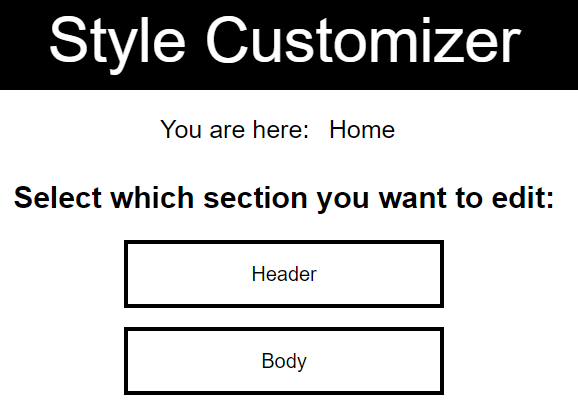 Style Customizer
You are here: Home
Select which section you want to edit:
Header
Body